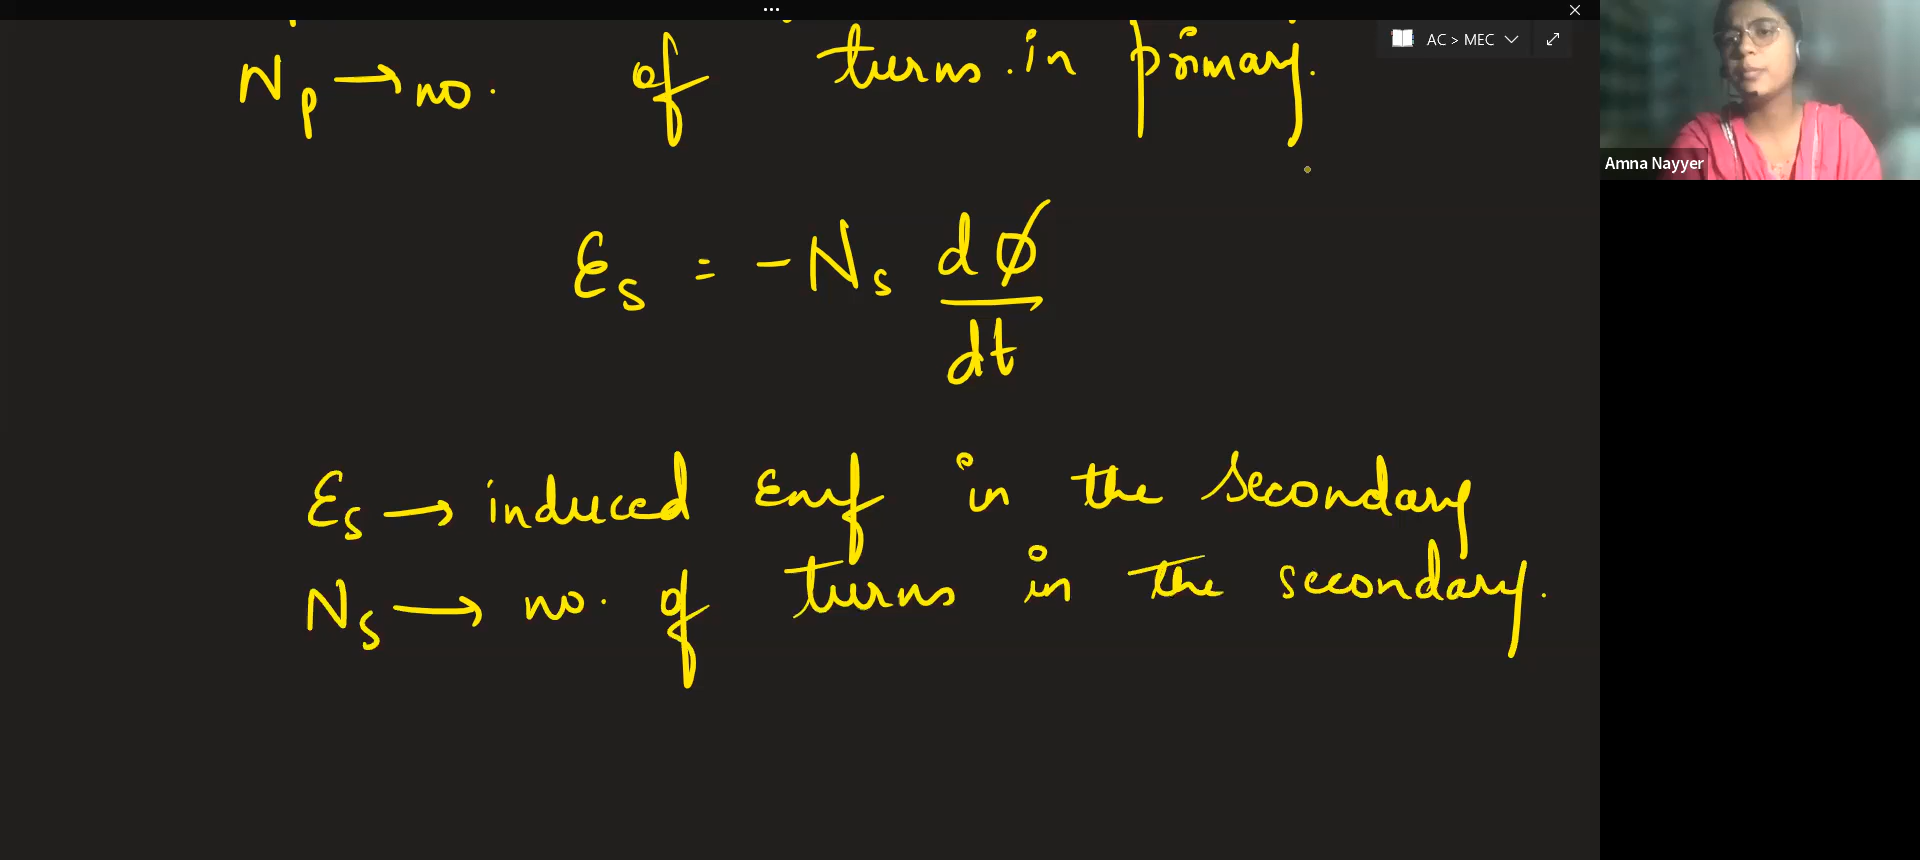 AC > MEC
Np → no. of turns in primary.
Amna Nayyer
Es = -Ns dø/dt
Es → induced Emf in the secondary
Ns → no. of turns in the secondary.